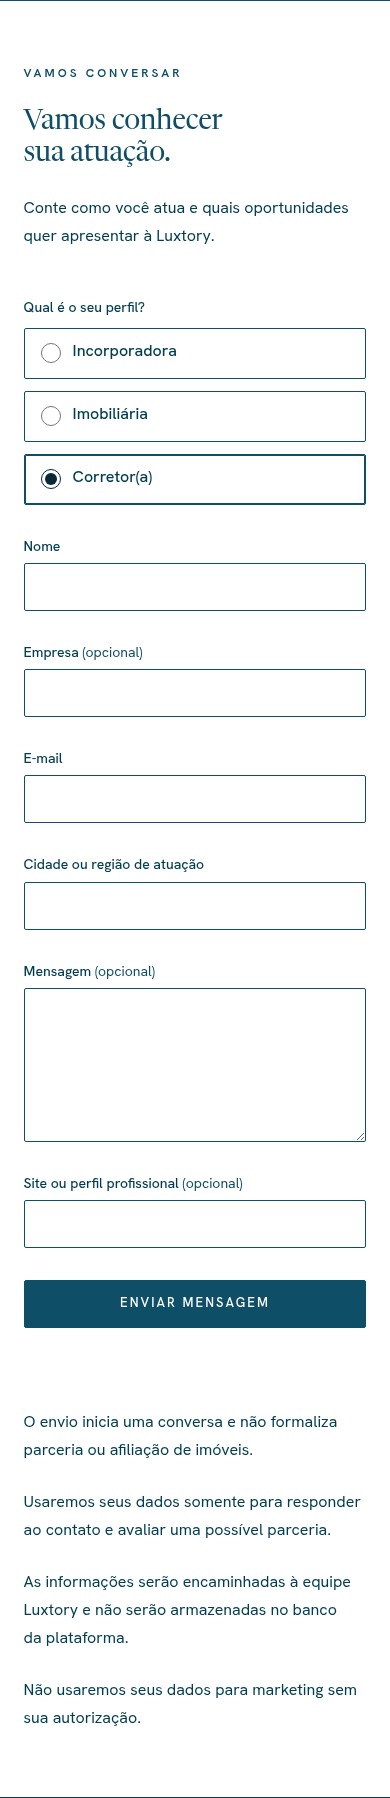 VAMOS CONVERSAR
Vamos conhecer
sua atuação.
Conte como você atua e quais oportunidades
quer apresentar à Luxtory.
Qual é o seu perfil?
Incorporadora
Imobiliária
Corretor(a)
Nome
Empresa (opcional)
E-mail
Cidade ou região de atuação
Mensagem (opcional)
Site ou perfil profissional (opcional)
ENVIAR MENSAGEM
O envio inicia uma conversa e não formaliza
parceria ou afiliação de imóveis.
Usaremos seus dados somente para responder
ao contato e avaliar uma possível parceria.
As informações serão encaminhadas à equipe
Luxtory e não serão armazenadas no banco
da plataforma.
Não usaremos seus dados para marketing sem
sua autorização.